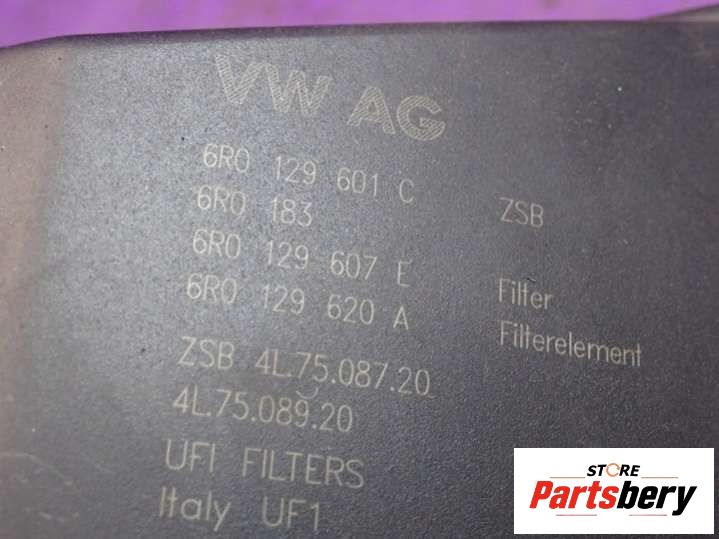 VW AG
6R0 129 601 C ZSB
6R0 183
6R0 129 607 E Filter
6R0 129 620 A Filterelement
ZSB 4L.75.087.20
4L.75.089.20
UFI FILTERS
Italy UF1
STORE
Partsbery